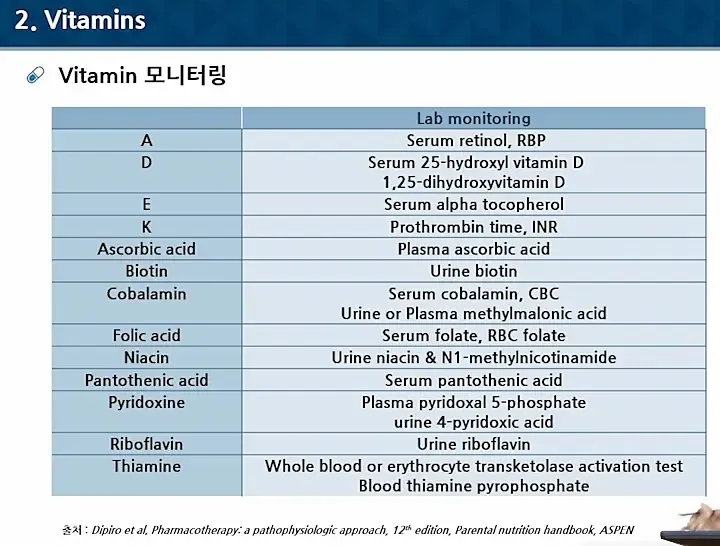 2. Vitamins
Vitamin 모니터링
Lab monitoring
A Serum retinol, RBP
D Serum 25-hydroxyl vitamin D
1,25-dihydroxyvitamin D
E Serum alpha tocopherol
K Prothrombin time, INR
Ascorbic acid Plasma ascorbic acid
Biotin Urine biotin
Cobalamin Serum cobalamin, CBC
Urine or Plasma methylmalonic acid
Folic acid Serum folate, RBC folate
Niacin Urine niacin & N1-methylnicotinamide
Pantothenic acid Serum pantothenic acid
Pyridoxine Plasma pyridoxal 5-phosphate
urine 4-pyridoxic acid
Riboflavin Urine riboflavin
Thiamine Whole blood or erythrocyte transketolase activation test
Blood thiamine pyrophosphate
출처 : Dipiro et al, Pharmacotherapy: a pathophysiologic approach, 12th edition, Parental nutrition handbook, ASPEN